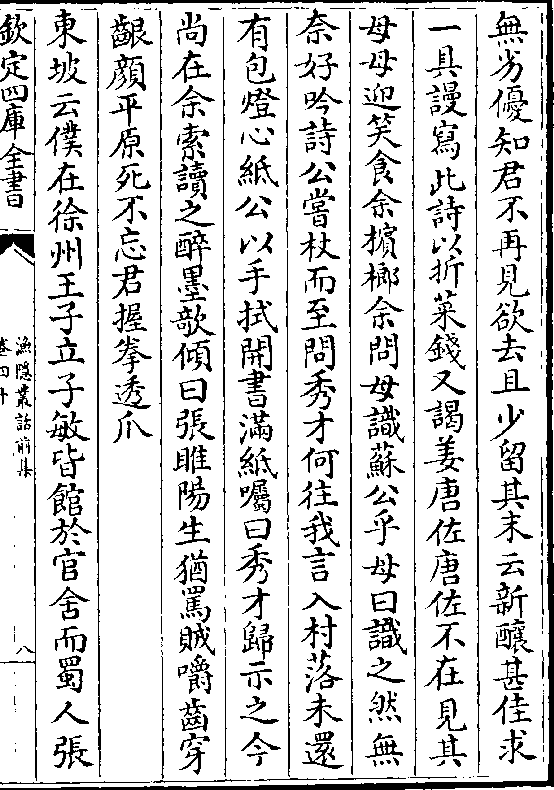 無劣優知君不再見欲去且少留其末云新釀甚佳求
一具謾寫此詩以折菜錢又謁姜唐佐唐佐不在見其
母母迎笑食余檳榔余問母識蘇公乎母曰識之然無
奈好吟詩公嘗杖而至問秀才何往我言入村落未還
有包燈心紙公以手拭開書滿紙囑曰秀才歸示之今
尚在余索讀之醉墨欹傾曰張睢陽生猶罵賊嚼齒穿
齦顔平原死不忘君握拳透爪
東坡云僕在徐州王子立子敏皆館於官舍而蜀人張
欽定四庫全書
漁隱叢話前集
卷四十
八